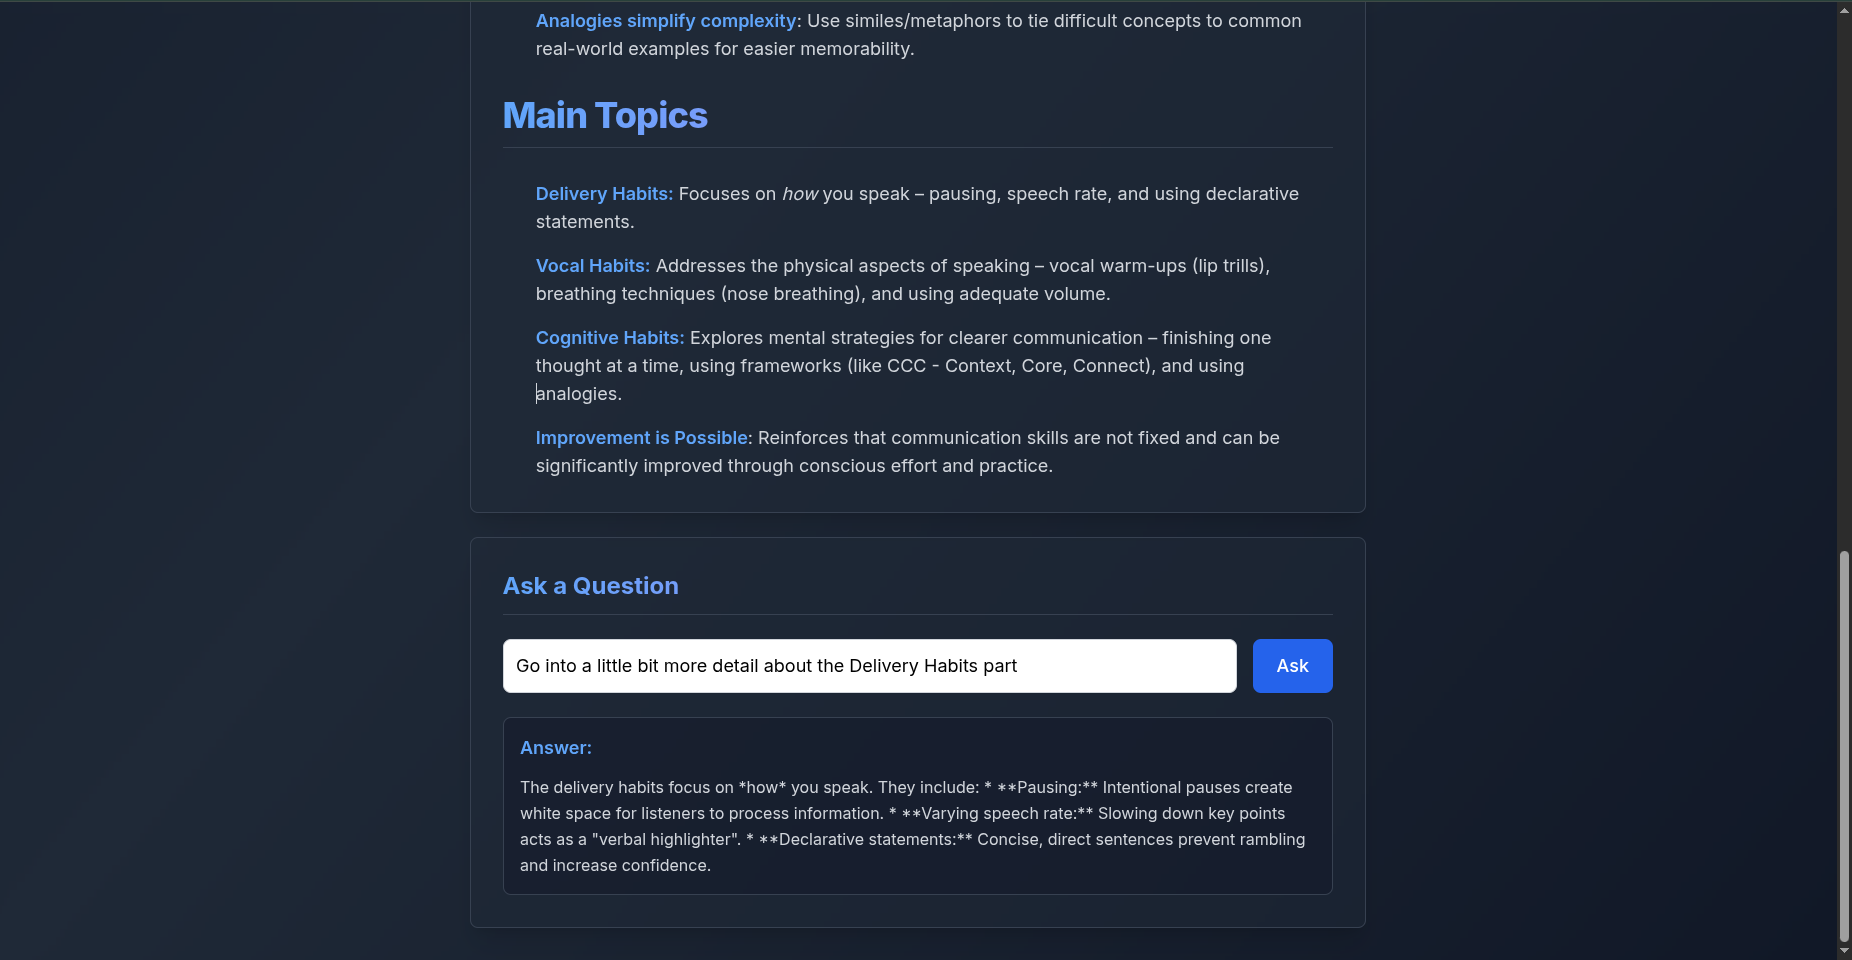 Analogies simplify complexity: Use similes/metaphors to tie difficult concepts to common
real-world examples for easier memorability.
Main Topics
Delivery Habits: Focuses on how you speak – pausing, speech rate, and using declarative
statements.
Vocal Habits: Addresses the physical aspects of speaking – vocal warm-ups (lip trills),
breathing techniques (nose breathing), and using adequate volume.
Cognitive Habits: Explores mental strategies for clearer communication – finishing one
thought at a time, using frameworks (like CCC - Context, Core, Connect), and using
analogies.
Improvement is Possible: Reinforces that communication skills are not fixed and can be
significantly improved through conscious effort and practice.
Ask a Question
Go into a little bit more detail about the Delivery Habits part
Ask
Answer:
The delivery habits focus on *how* you speak. They include: * **Pausing:** Intentional pauses create
white space for listeners to process information. * **Varying speech rate:** Slowing down key points
acts as a "verbal highlighter". * **Declarative statements:** Concise, direct sentences prevent rambling
and increase confidence.